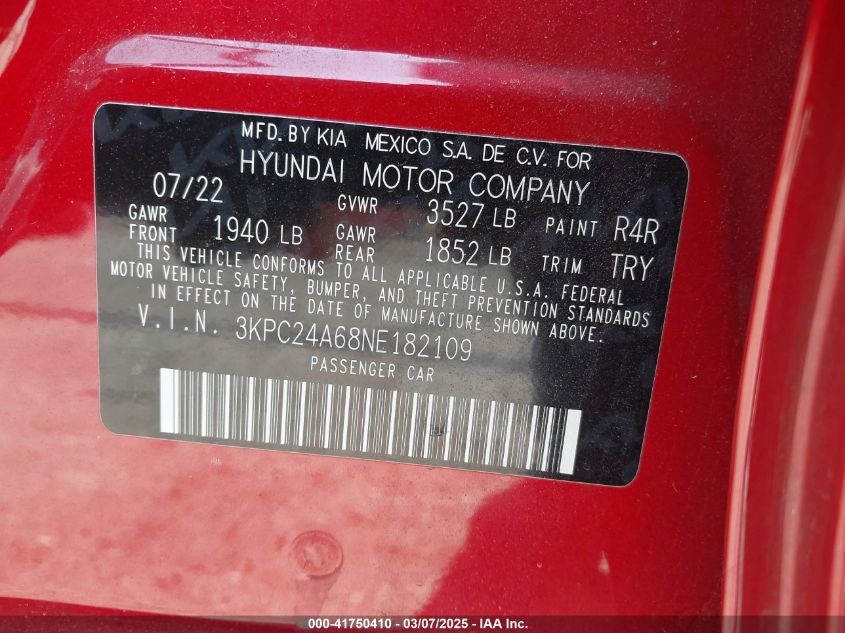 MFD. BY KIA MEXICO S.A. DE C.V. FOR
HYUNDAI MOTOR COMPANY
07/22 GVWR 3527 LB PAINT R4R
GAWR FRONT 1940 LB GAWR REAR 1852 LB TRIM TRY
THIS VEHICLE CONFORMS TO ALL APPLICABLE U.S.A. FEDERAL
MOTOR VEHICLE SAFETY, BUMPER, AND THEFT PREVENTION STANDARDS
IN EFFECT ON THE DATE OF MANUFACTURE SHOWN ABOVE:
V.I.N. 3KPC24A68NE182109
PASSENGER CAR
000-41750410 - 03/07/2025 - IAA Inc.